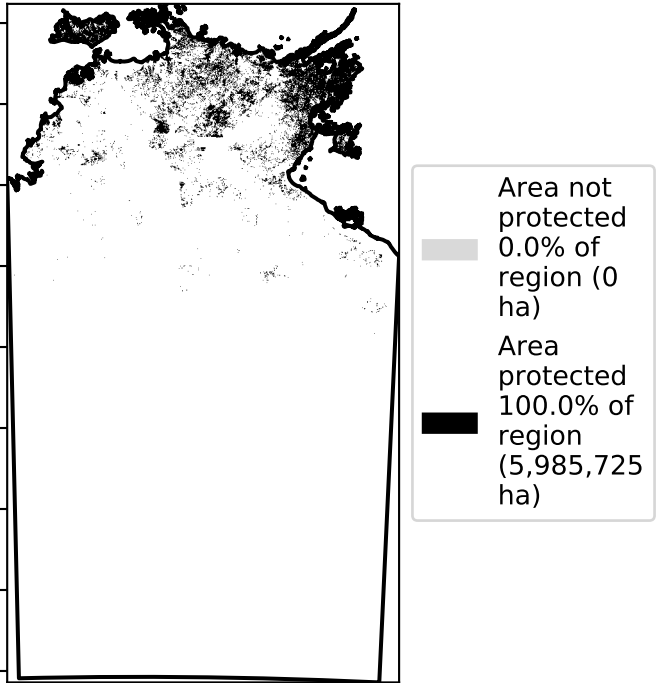 Area not
protected
0.0% of
region (0
ha)
Area
protected
100.0% of
region
(5,985,725
ha)